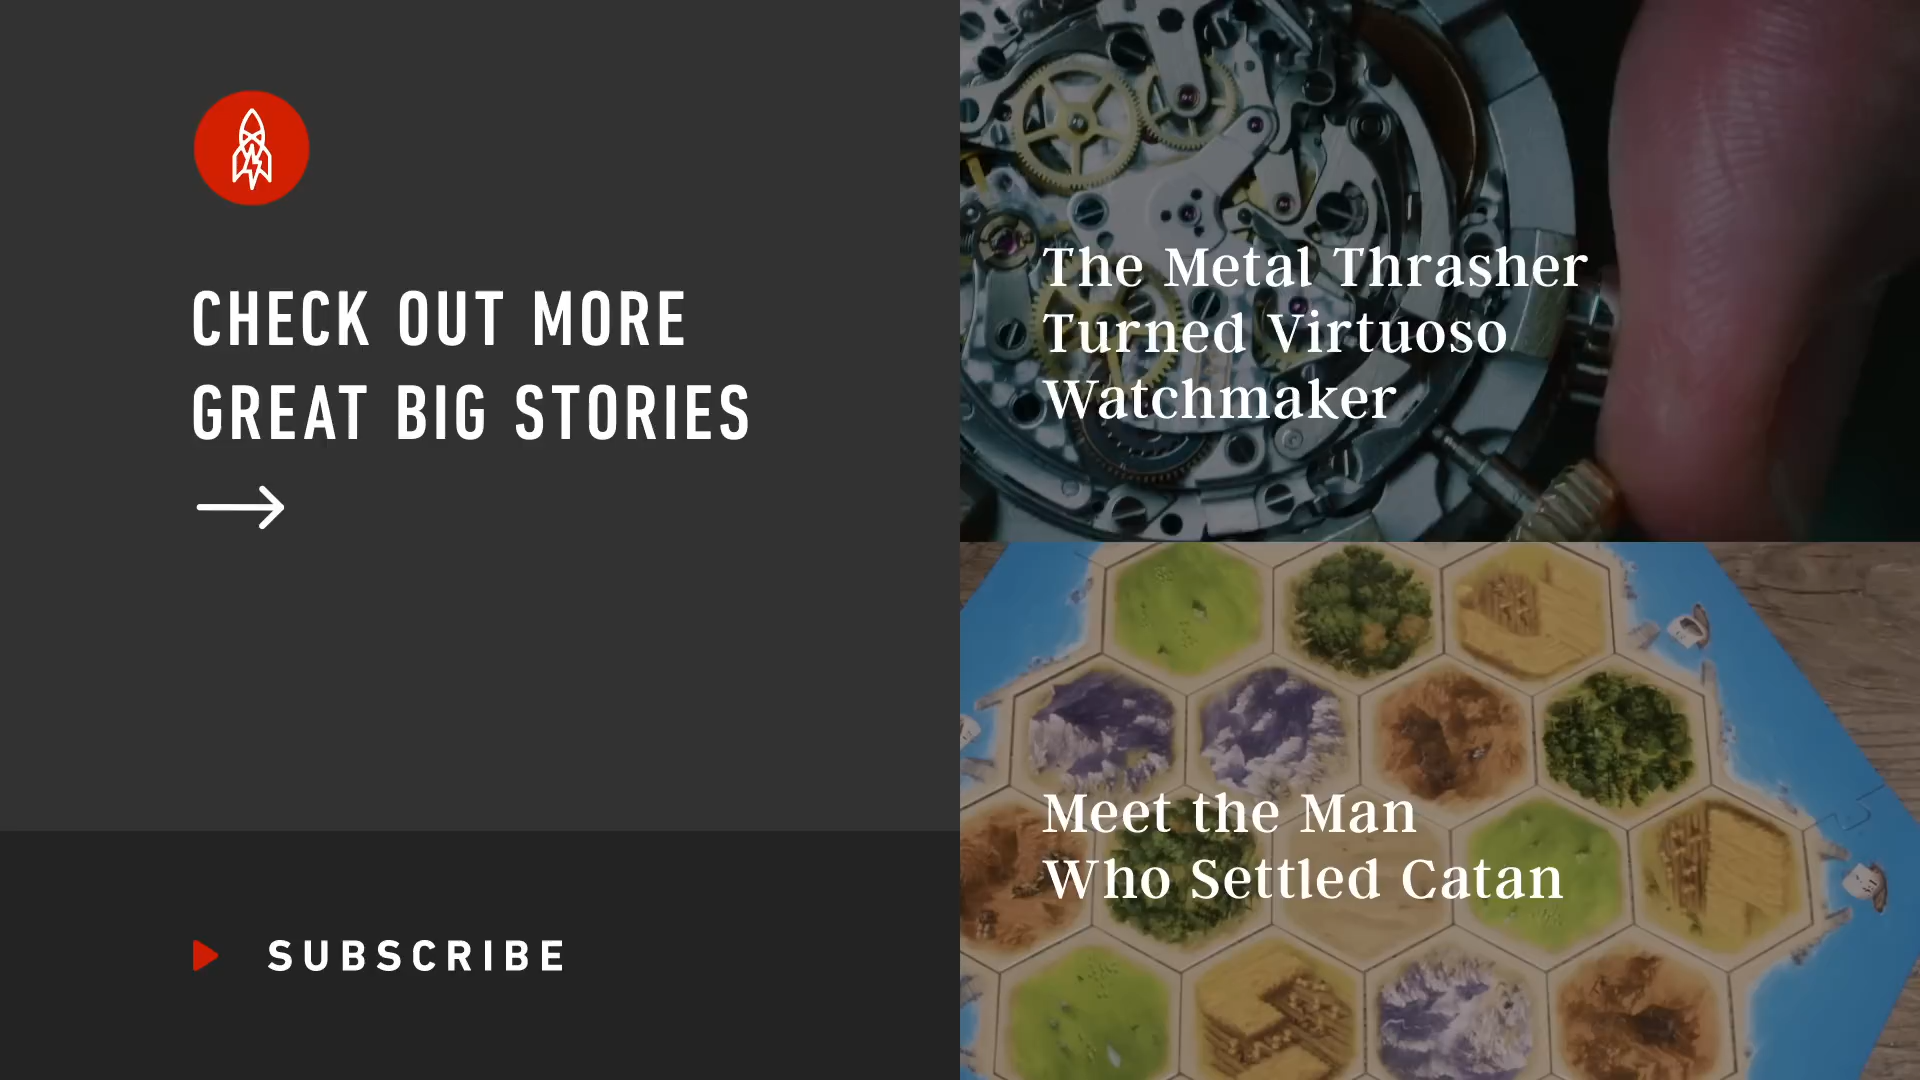 CHECK OUT MORE
GREAT BIG STORIES
SUBSCRIBE
The Metal Thrasher
Turned Virtuoso
Watchmaker
Meet the Man
Who Settled Catan